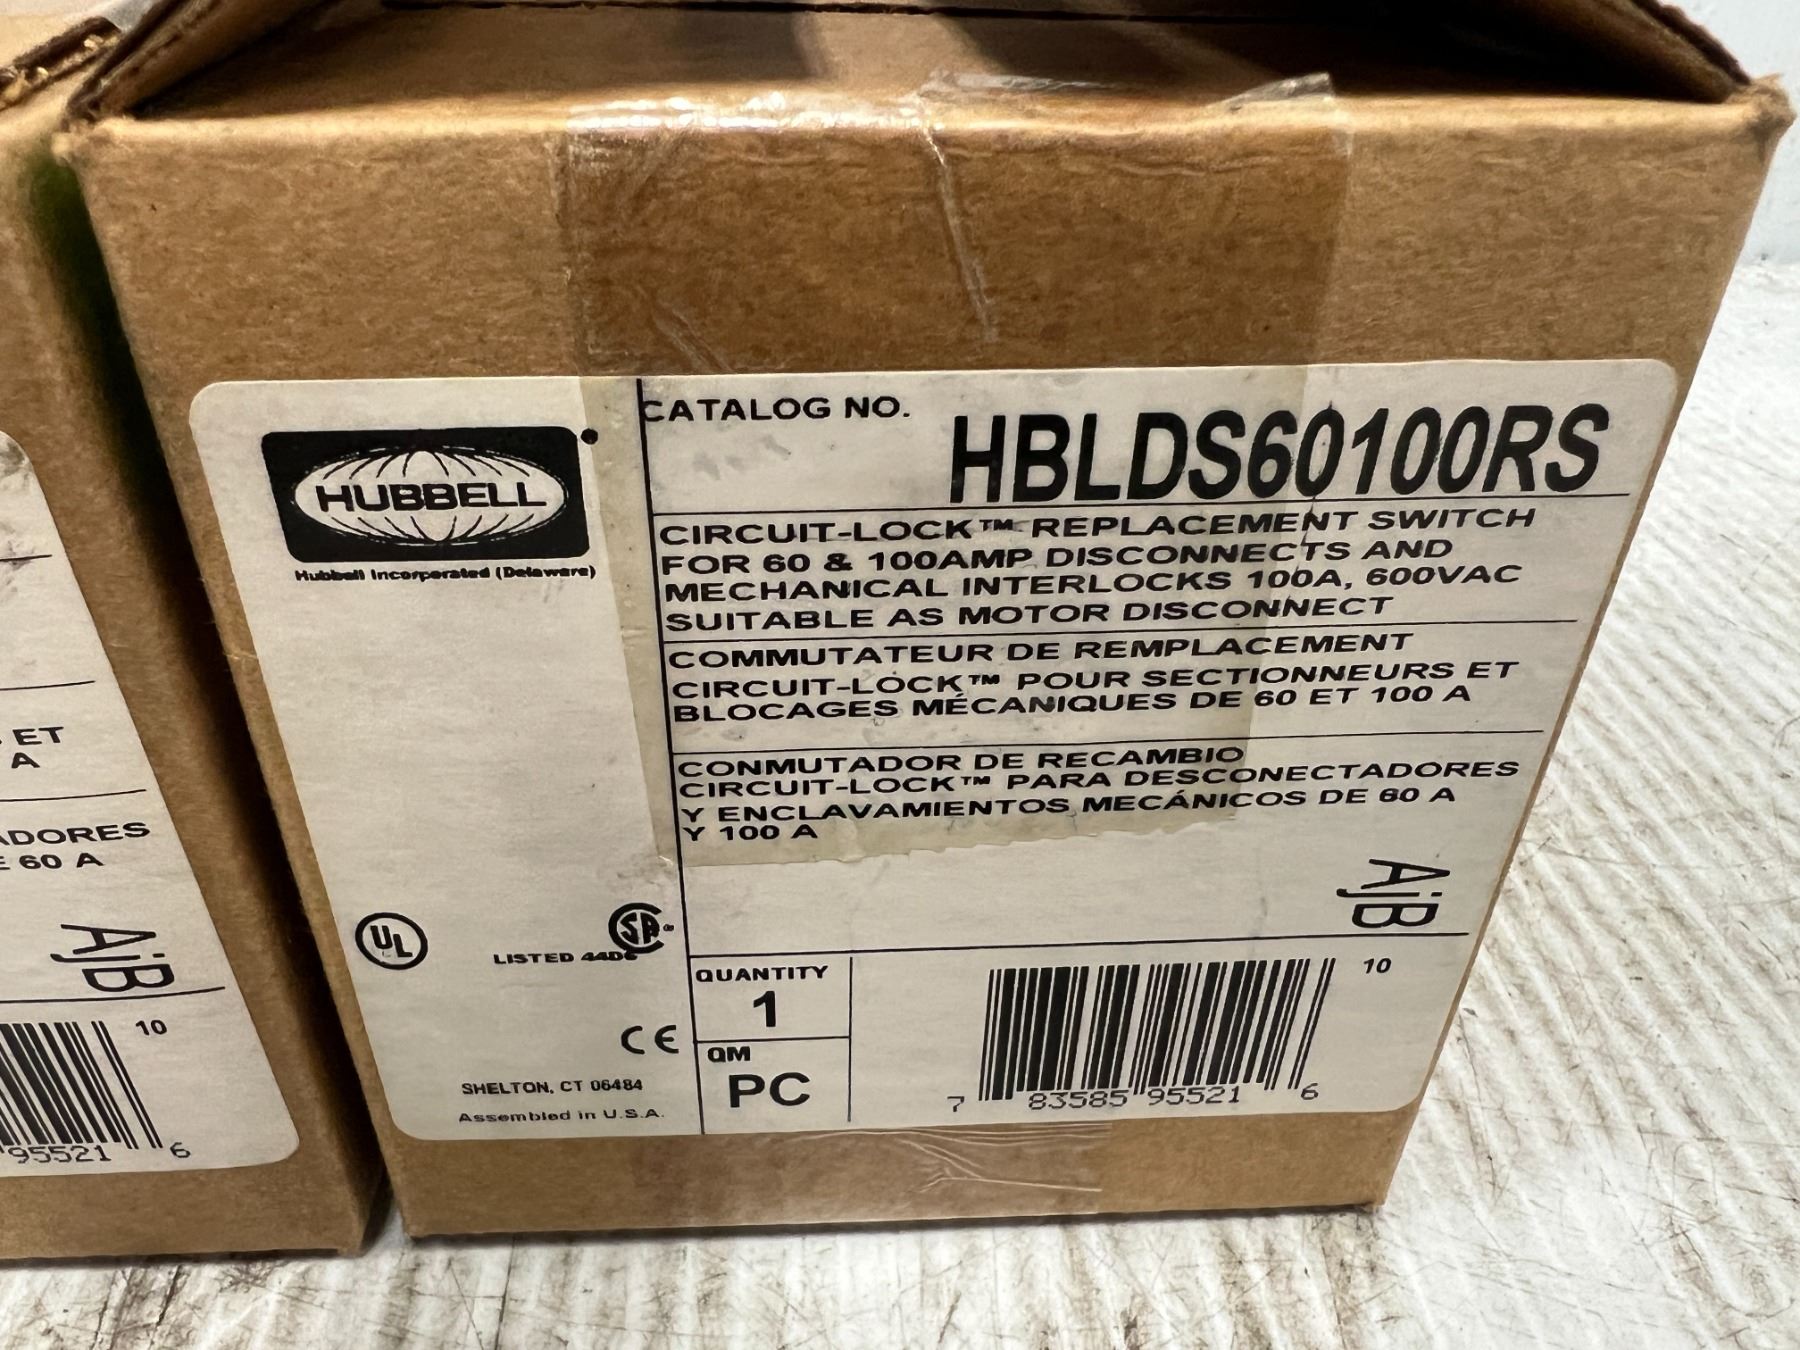 HUBBELL
Hubbell Incorporated (Delaware)
CATALOG NO. HBLDS60100RS
CIRCUIT-LOCK™ REPLACEMENT SWITCH
FOR 60 & 100AMP DISCONNECTS AND
MECHANICAL INTERLOCKS 100A, 600VAC
SUITABLE AS MOTOR DISCONNECT
COMMUTATEUR DE REMPLACEMENT
CIRCUIT-LOCK™ POUR SECTIONNEURS ET
BLOCAGES MÉCANIQUES DE 60 ET 100 A
CONMUTADOR DE RECAMBIO
CIRCUIT-LOCK™ PARA DESCONECTADORES
Y ENCLAVAMIENTOS MECÁNICOS DE 60 A
Y 100 A
AjB
UL
LISTED
SA
CE
SHELTON, CT 06484
Assembled in U.S.A.
QUANTITY
1
QM
PC
10
7 83585 95521 6
ET
A
ADORES
60 A
AjB
10
95521 6